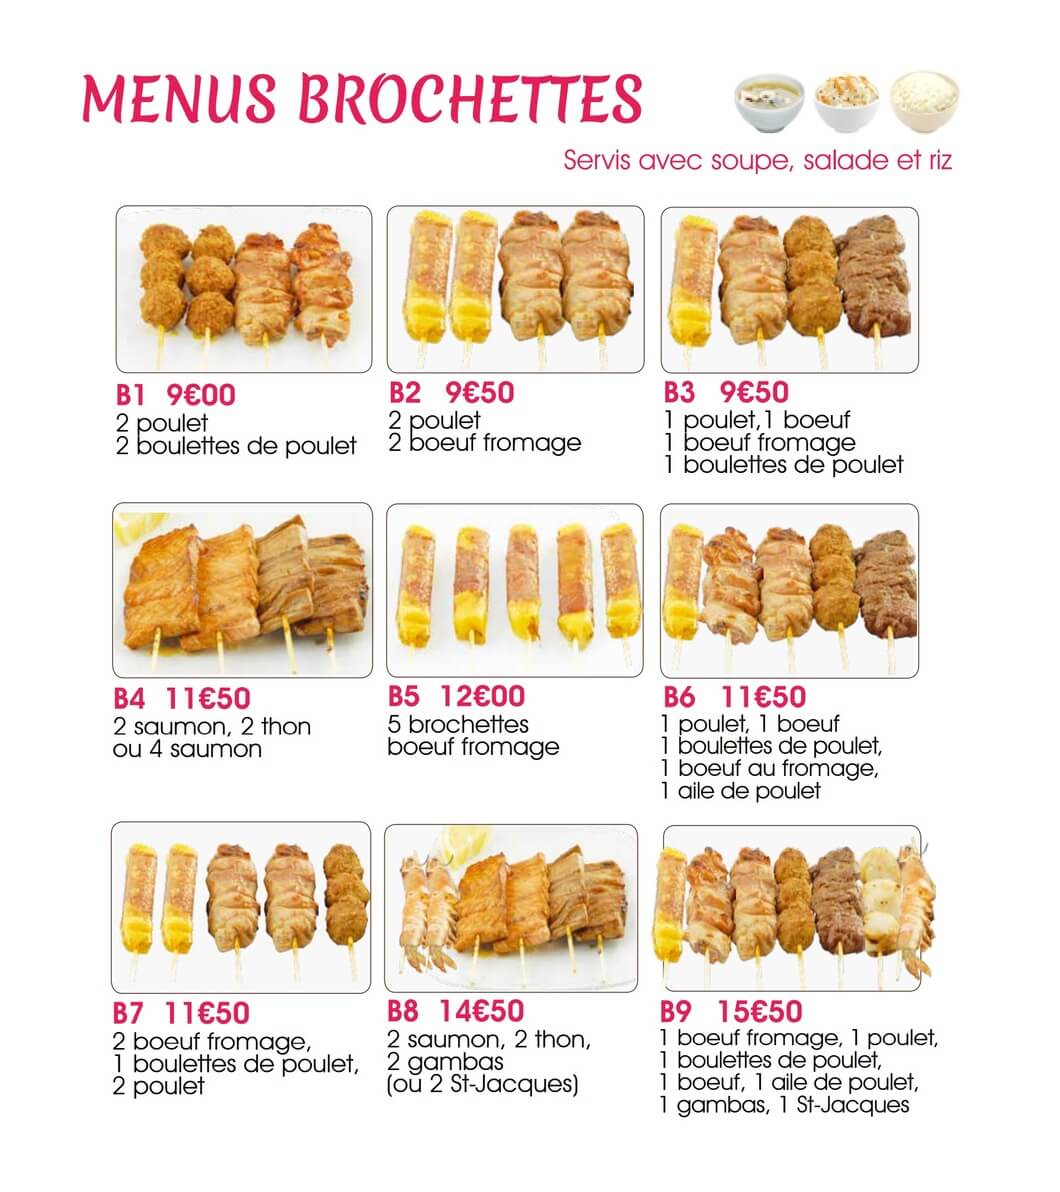 MENUS BROCHETTES
Servis avec soupe, salade et riz
B1 9€00
2 poulet
2 boulettes de poulet
B2 9€50
2 poulet
2 boeuf fromage
B3 9€50
1 poulet,1 boeuf
1 boeuf fromage
1 boulettes de poulet
B4 11€50
2 saumon, 2 thon
ou 4 saumon
B5 12€00
5 brochettes
boeuf fromage
B6 11€50
1 poulet, 1 boeuf
1 boulettes de poulet,
1 boeuf au fromage,
1 aile de poulet
B7 11€50
2 boeuf fromage,
1 boulettes de poulet,
2 poulet
B8 14€50
2 saumon, 2 thon,
2 gambas
(ou 2 St-Jacques)
B9 15€50
1 boeuf fromage, 1 poulet,
1 boulettes de poulet,
1 boeuf, 1 aile de poulet,
1 gambas, 1 St-Jacques